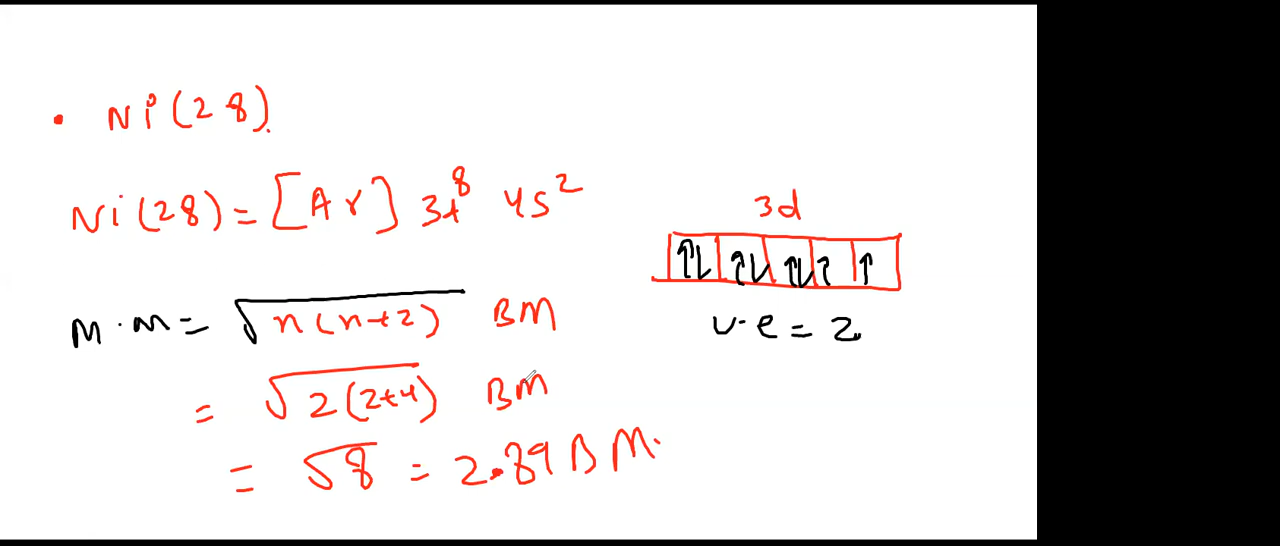 • Ni (28).
Ni (28) = [Ar] 3d⁸ 4s²
3d
↑↓ ↑↓ ↑↓ ↑ ↑
M.M = √n(n+2) BM
u.e = 2
= √2(2+4) BM
= √8 = 2.89 BM.